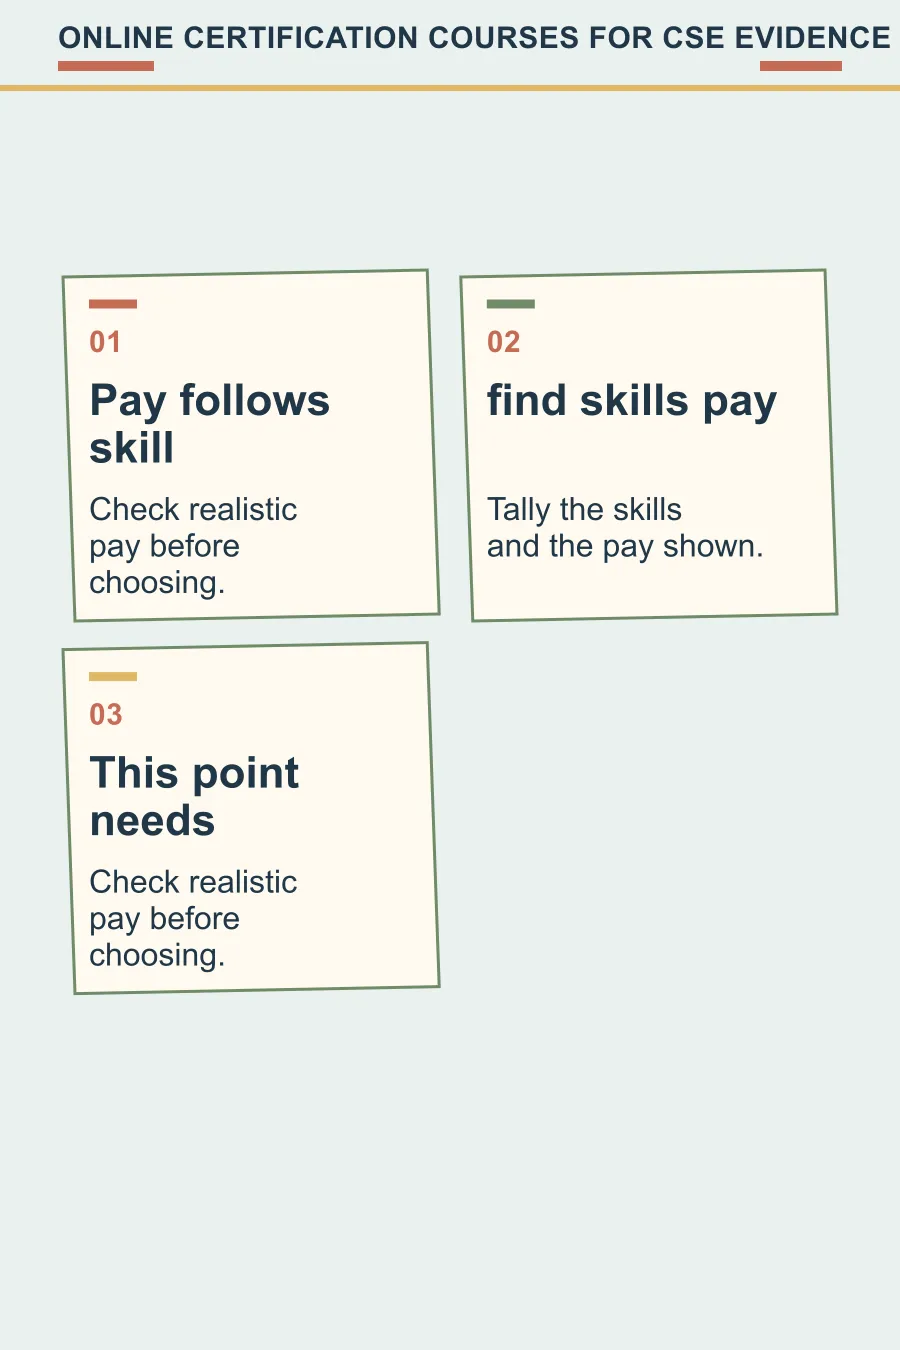 ONLINE CERTIFICATION COURSES FOR CSE EVIDENCE
01
Pay follows
skill
Check realistic
pay before
choosing.
02
find skills pay
Tally the skills
and the pay shown.
03
This point
needs
Check realistic
pay before
choosing.